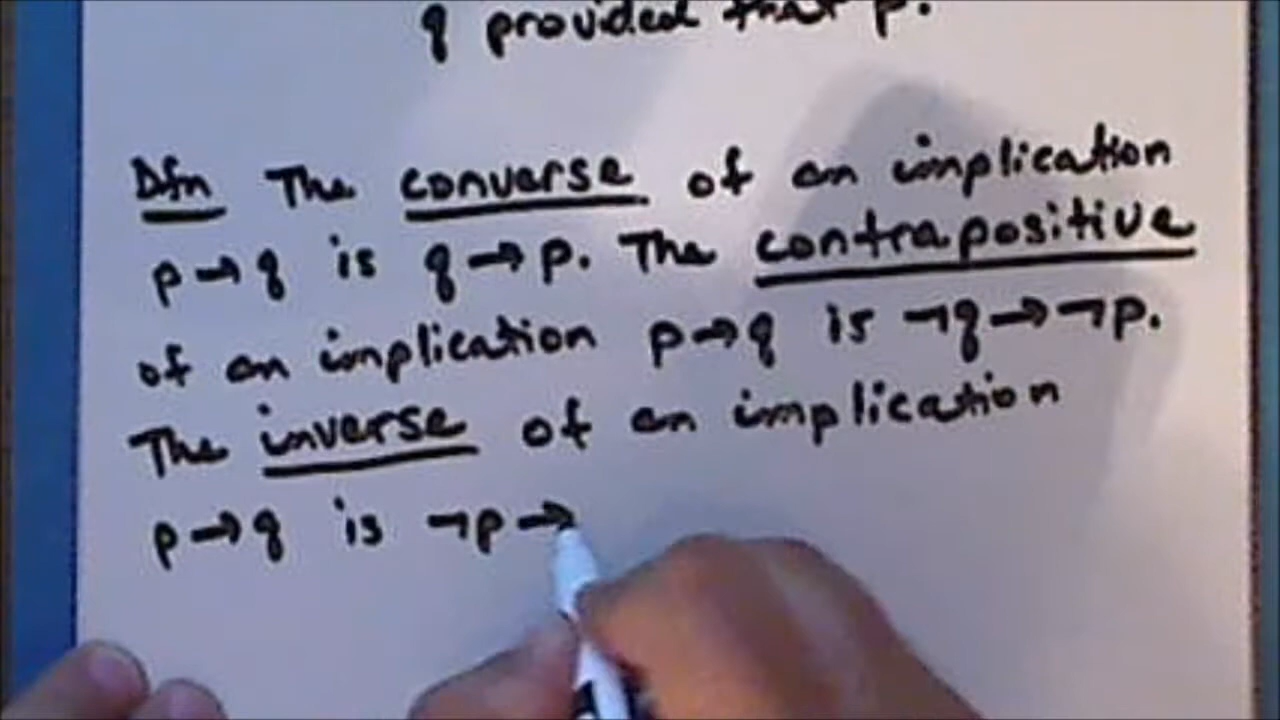 q provided that p.
Dfn The converse of an implication
p→q is q→p. The contrapositive
of an implication p→q is ¬q→¬p.
The inverse of an implication
p→q is ¬p→